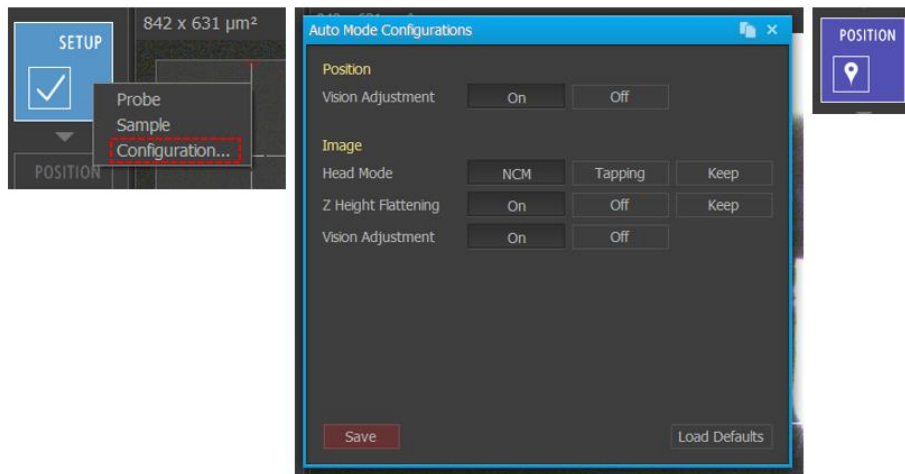 SETUP
842 x 631 μm²
Probe
Sample
Configuration...
POSITION
Auto Mode Configurations
Position
Vision Adjustment On Off
Image
Head Mode NCM Tapping Keep
Z Height Flattening On Off Keep
Vision Adjustment On Off
Save Load Defaults
POSITION